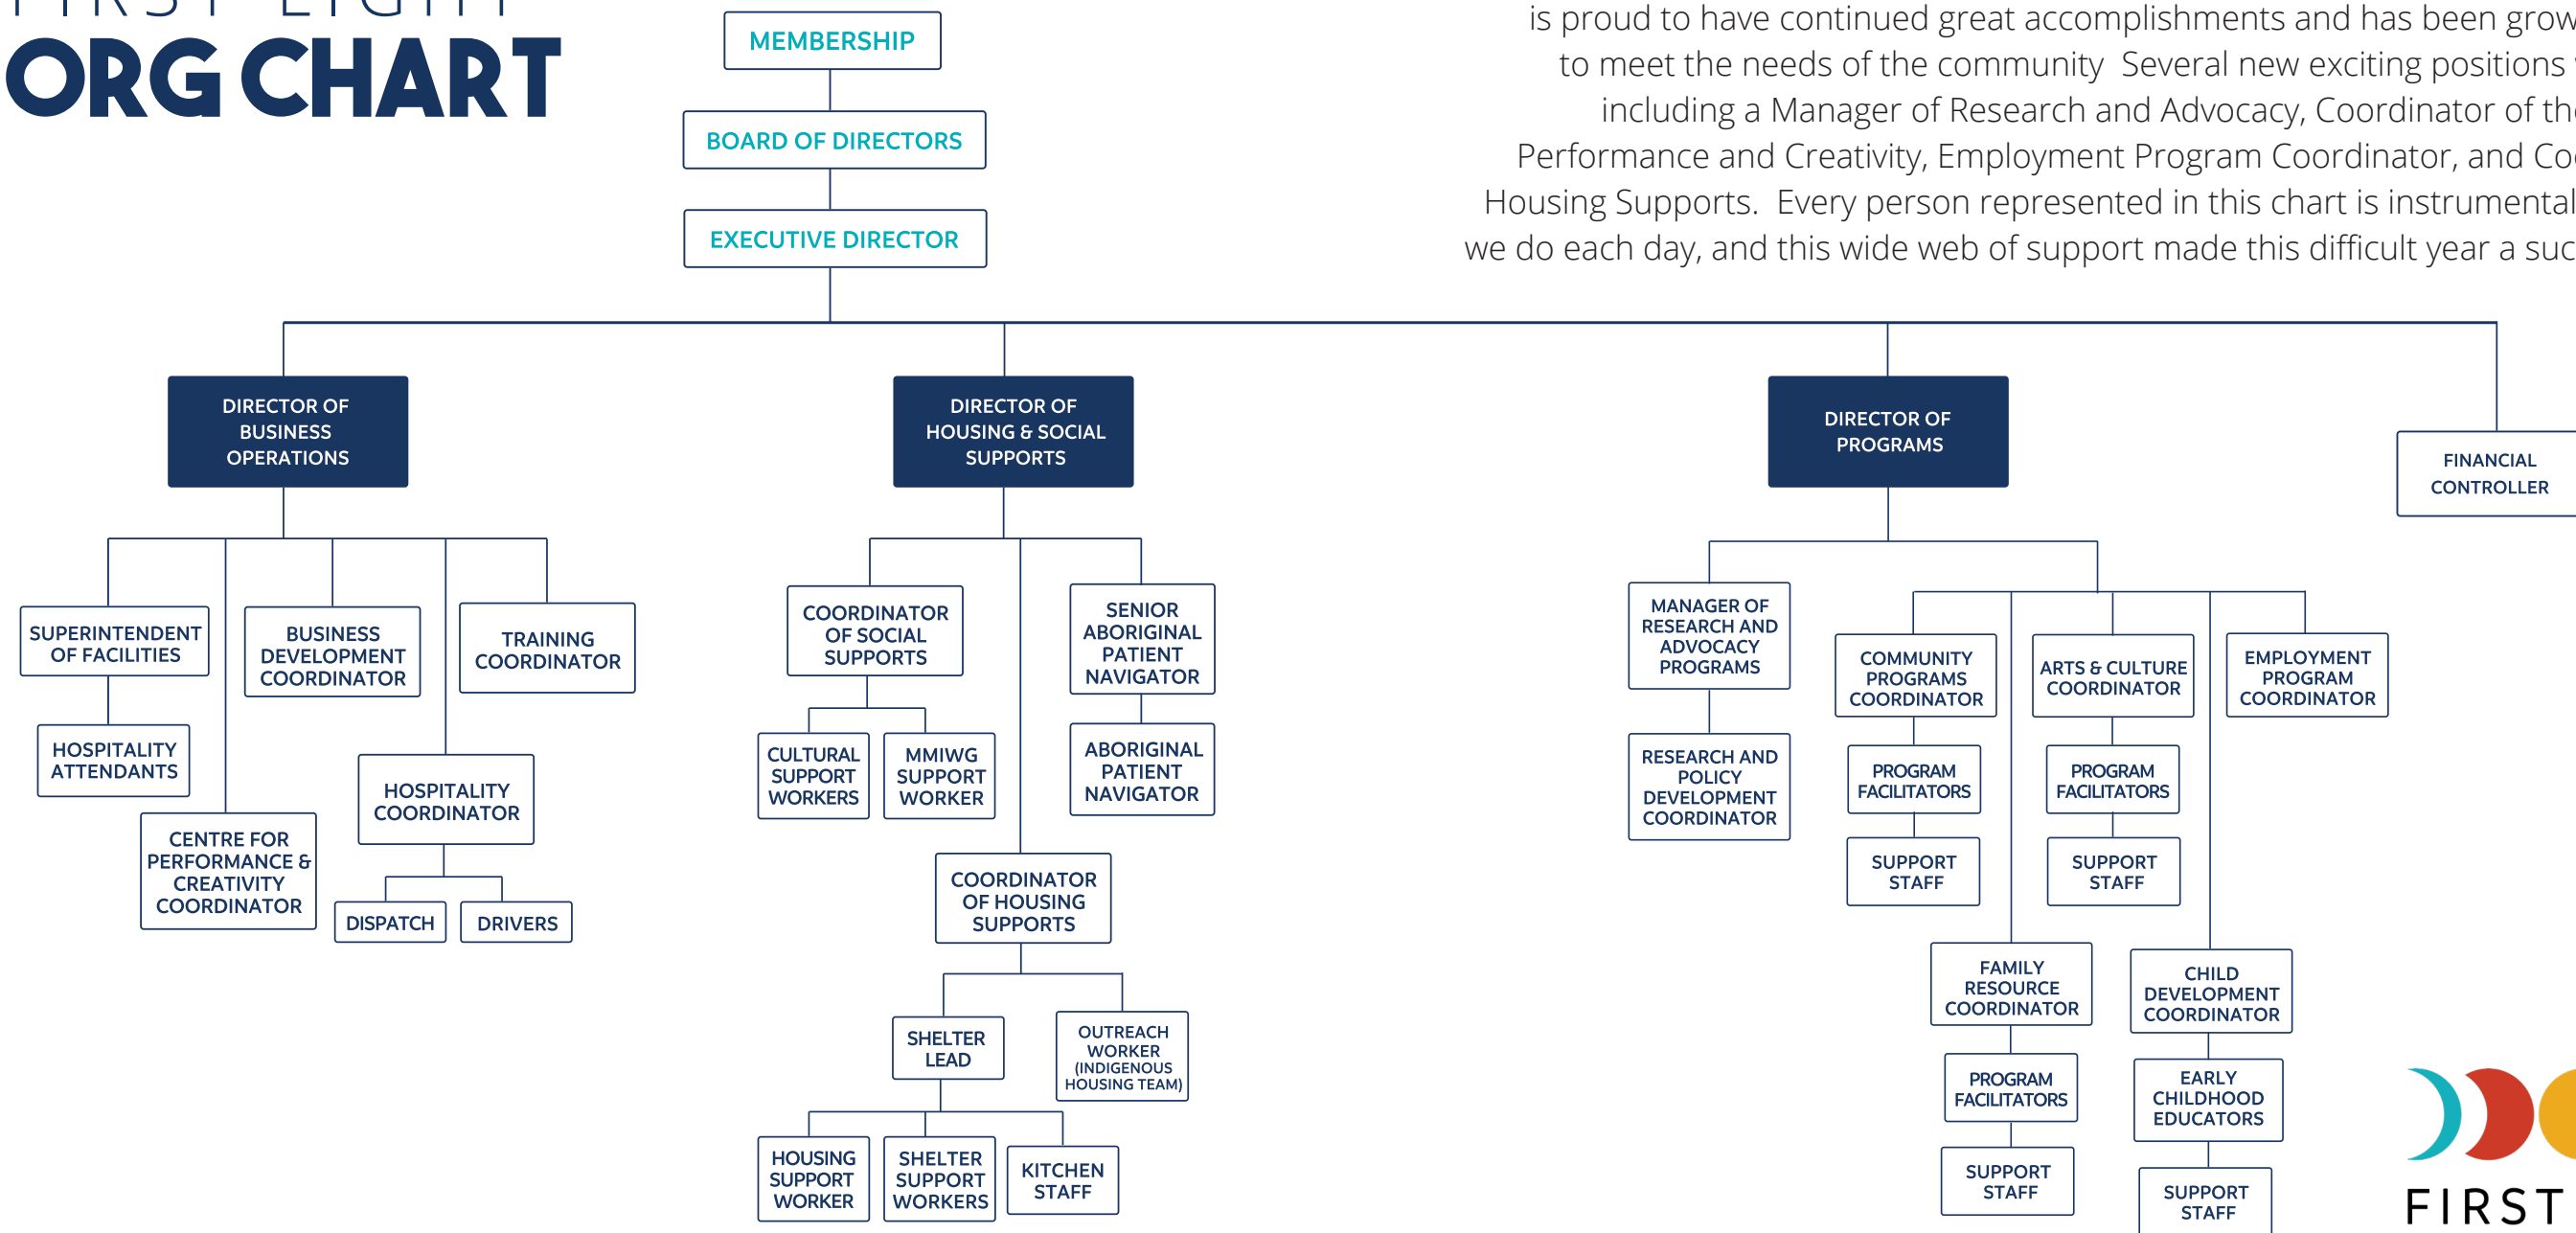 FIRST LIGHT
ORG CHART
is proud to have continued great accomplishments and has been grow
to meet the needs of the community  Several new exciting positions
including a Manager of Research and Advocacy, Coordinator of the
Performance and Creativity, Employment Program Coordinator, and Coo
Housing Supports.  Every person represented in this chart is instrumental
we do each day, and this wide web of support made this difficult year a suc
MEMBERSHIP
BOARD OF DIRECTORS
EXECUTIVE DIRECTOR
DIRECTOR OF
BUSINESS
OPERATIONS
SUPERINTENDENT
OF FACILITIES
HOSPITALITY
ATTENDANTS
CENTRE FOR
PERFORMANCE &
CREATIVITY
COORDINATOR
BUSINESS
DEVELOPMENT
COORDINATOR
HOSPITALITY
COORDINATOR
DISPATCH
DRIVERS
TRAINING
COORDINATOR
DIRECTOR OF
HOUSING & SOCIAL
SUPPORTS
COORDINATOR
OF SOCIAL
SUPPORTS
CULTURAL
SUPPORT
WORKERS
MMIWG
SUPPORT
WORKER
SENIOR
ABORIGINAL
PATIENT
NAVIGATOR
ABORIGINAL
PATIENT
NAVIGATOR
COORDINATOR
OF HOUSING
SUPPORTS
SHELTER
LEAD
OUTREACH
WORKER
(INDIGENOUS
HOUSING TEAM)
HOUSING
SUPPORT
WORKER
SHELTER
SUPPORT
WORKERS
KITCHEN
STAFF
DIRECTOR OF
PROGRAMS
MANAGER OF
RESEARCH AND
ADVOCACY
PROGRAMS
RESEARCH AND
POLICY
DEVELOPMENT
COORDINATOR
COMMUNITY
PROGRAMS
COORDINATOR
PROGRAM
FACILITATORS
SUPPORT
STAFF
ARTS & CULTURE
COORDINATOR
PROGRAM
FACILITATORS
SUPPORT
STAFF
EMPLOYMENT
PROGRAM
COORDINATOR
FAMILY
RESOURCE
COORDINATOR
PROGRAM
FACILITATORS
SUPPORT
STAFF
CHILD
DEVELOPMENT
COORDINATOR
EARLY
CHILDHOOD
EDUCATORS
SUPPORT
STAFF
FINANCIAL
CONTROLLER
FIRST